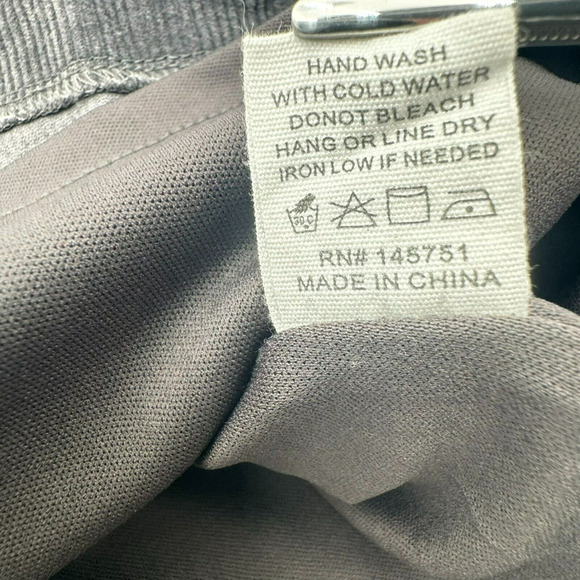 HAND WASH
WITH COLD WATER
DONOT BLEACH
HANG OR LINE DRY
IRON LOW IF NEEDED
30 C
RN# 145751
MADE IN CHINA